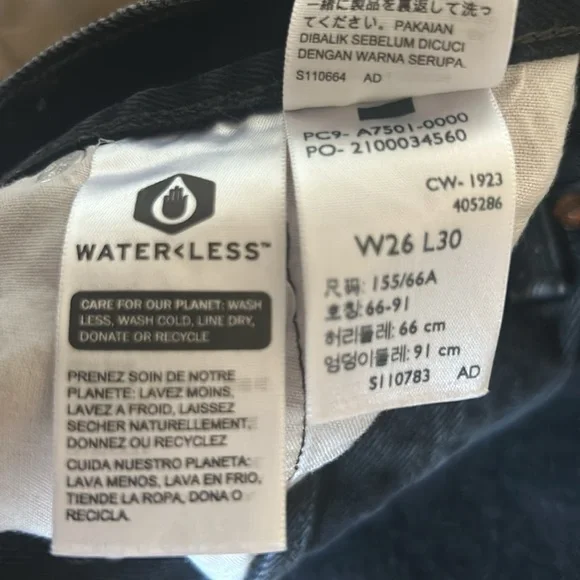 一緒に製品を裏返して洗っ
てください. PAKAIAN
DIBALIK SEBELUM DICUCI
DENGAN WARNA SERUPA.
S110664 AD
PC9- A7501-0000
PO- 2100034560
CW- 1923
405286
W26 L30
尺码: 155/66A
호칭: 66-91
허리둘레: 66 cm
엉덩이둘레: 91 cm
S110783 AD
WATER<LESS™
CARE FOR OUR PLANET: WASH
LESS, WASH COLD, LINE DRY,
DONATE OR RECYCLE
PRENEZ SOIN DE NOTRE
PLANETE: LAVEZ MOINS,
LAVEZ A FROID, LAISSEZ
SECHER NATURELLEMENT,
DONNEZ OU RECYCLEZ
CUIDA NUESTRO PLANETA:
LAVA MENOS, LAVA EN FRIO,
TIENDE LA ROPA, DONA O
RECICLA.